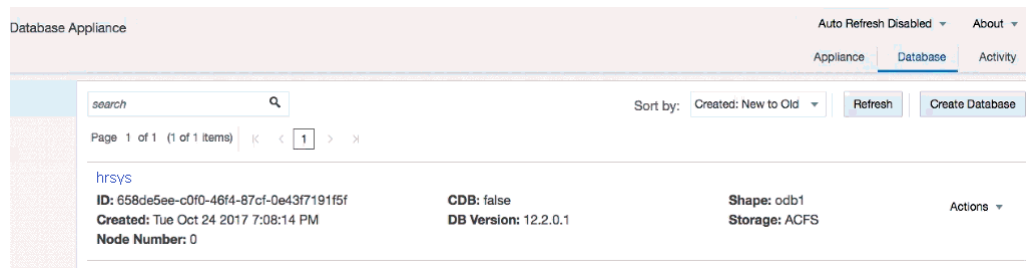 Database Appliance
Auto Refresh Disabled About
Appliance Database Activity
search
Sort by: Created: New to Old Refresh Create Database
Page 1 of 1 (1 of 1 items) 1
hrsys
ID: 658de5ee-c0f0-46f4-87cf-0e43f7191f5f CDB: false Shape: odb1 Actions
Created: Tue Oct 24 2017 7:08:14 PM DB Version: 12.2.0.1 Storage: ACFS
Node Number: 0